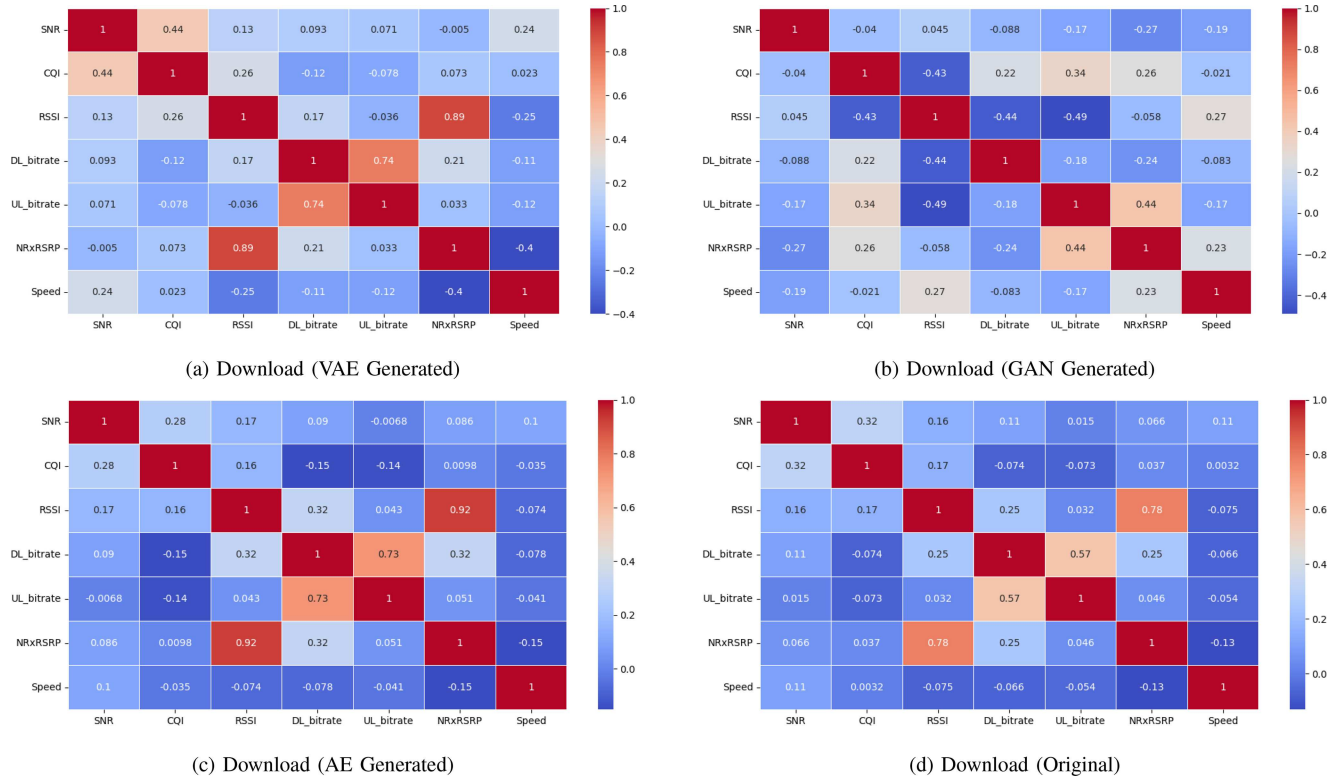 SNR 1 0.44 0.13 0.093 0.071 -0.005 0.24
CQI 0.44 1 0.26 -0.12 -0.078 0.073 0.023
RSSI 0.13 0.26 1 0.17 -0.036 0.89 -0.25
DL_bitrate 0.093 -0.12 0.17 1 0.74 0.21 -0.11
UL_bitrate 0.071 -0.078 -0.036 0.74 1 0.033 -0.12
NRxRSRP -0.005 0.073 0.89 0.21 0.033 1 -0.4
Speed 0.24 0.023 -0.25 -0.11 -0.12 -0.4 1
SNR CQI RSSI DL_bitrate UL_bitrate NRxRSRP Speed
1.0
0.8
0.6
0.4
0.2
0.0
−0.2
−0.4
(a) Download (VAE Generated)
SNR 1 -0.04 0.045 -0.088 -0.17 -0.27 -0.19
CQI -0.04 1 -0.43 0.22 0.34 0.26 -0.021
RSSI 0.045 -0.43 1 -0.44 -0.49 -0.058 0.27
DL_bitrate -0.088 0.22 -0.44 1 -0.18 -0.24 -0.083
UL_bitrate -0.17 0.34 -0.49 -0.18 1 0.44 -0.17
NRxRSRP -0.27 0.26 -0.058 -0.24 0.44 1 0.23
Speed -0.19 -0.021 0.27 -0.083 -0.17 0.23 1
SNR CQI RSSI DL_bitrate UL_bitrate NRxRSRP Speed
1.0
0.8
0.6
0.4
0.2
0.0
−0.2
−0.4
(b) Download (GAN Generated)
SNR 1 0.28 0.17 0.09 -0.0068 0.086 0.1
CQI 0.28 1 0.16 -0.15 -0.14 0.0098 -0.035
RSSI 0.17 0.16 1 0.32 0.043 0.92 -0.074
DL_bitrate 0.09 -0.15 0.32 1 0.73 0.32 -0.078
UL_bitrate -0.0068 -0.14 0.043 0.73 1 0.051 -0.041
NRxRSRP 0.086 0.0098 0.92 0.32 0.051 1 -0.15
Speed 0.1 -0.035 -0.074 -0.078 -0.041 -0.15 1
SNR CQI RSSI DL_bitrate UL_bitrate NRxRSRP Speed
1.0
0.8
0.6
0.4
0.2
0.0
(c) Download (AE Generated)
SNR 1 0.32 0.16 0.11 0.015 0.066 0.11
CQI 0.32 1 0.17 -0.074 -0.073 0.037 0.0032
RSSI 0.16 0.17 1 0.25 0.032 0.78 -0.075
DL_bitrate 0.11 -0.074 0.25 1 0.57 0.25 -0.066
UL_bitrate 0.015 -0.073 0.032 0.57 1 0.046 -0.054
NRxRSRP 0.066 0.037 0.78 0.25 0.046 1 -0.13
Speed 0.11 0.0032 -0.075 -0.066 -0.054 -0.13 1
SNR CQI RSSI DL_bitrate UL_bitrate NRxRSRP Speed
1.0
0.8
0.6
0.4
0.2
0.0
(d) Download (Original)